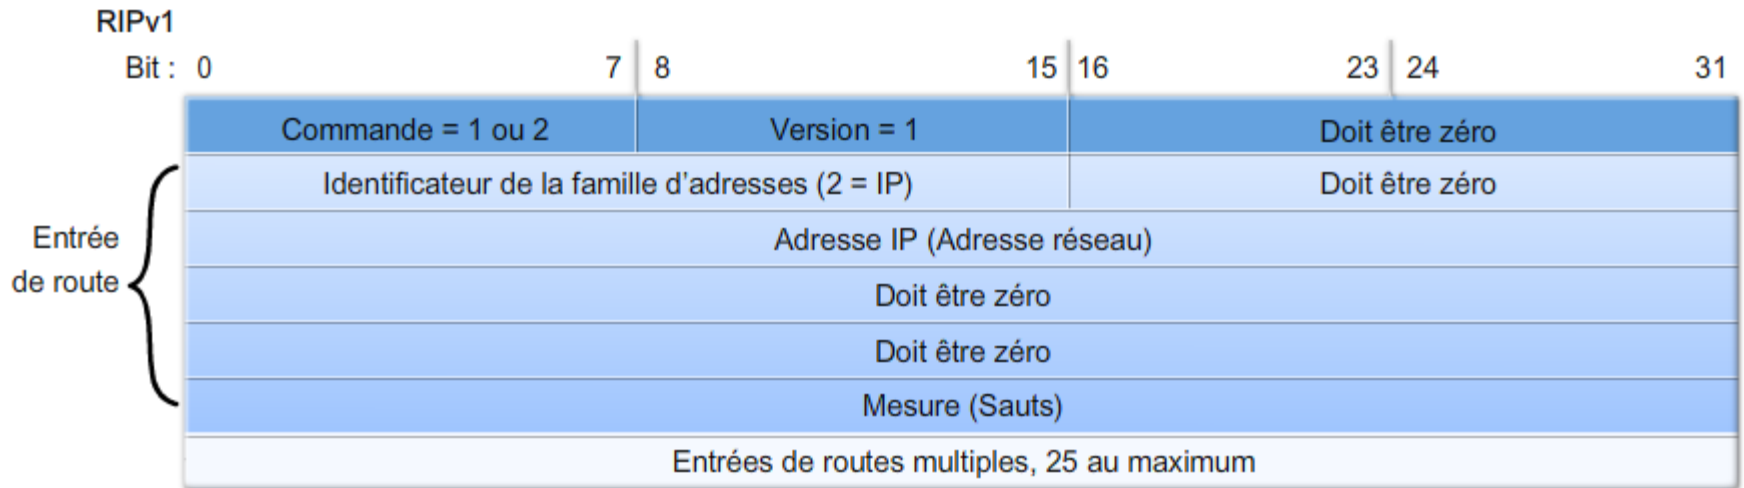 RIPv1
Bit : 0 7 8 15 16 23 24 31
Commande = 1 ou 2 Version = 1 Doit être zéro
Identificateur de la famille d'adresses (2 = IP) Doit être zéro
Entrée
de route
Adresse IP (Adresse réseau)
Doit être zéro
Doit être zéro
Mesure (Sauts)
Entrées de routes multiples, 25 au maximum